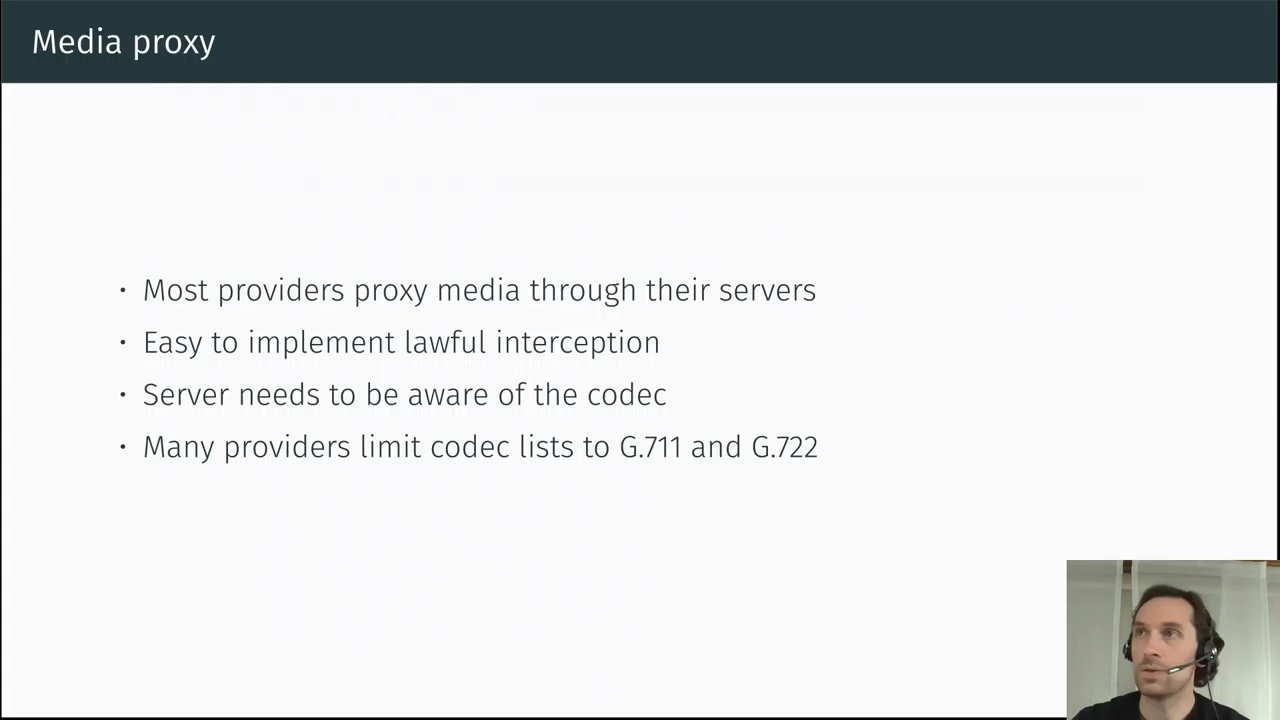 Media proxy
• Most providers proxy media through their servers
• Easy to implement lawful interception
• Server needs to be aware of the codec
• Many providers limit codec lists to G.711 and G.722